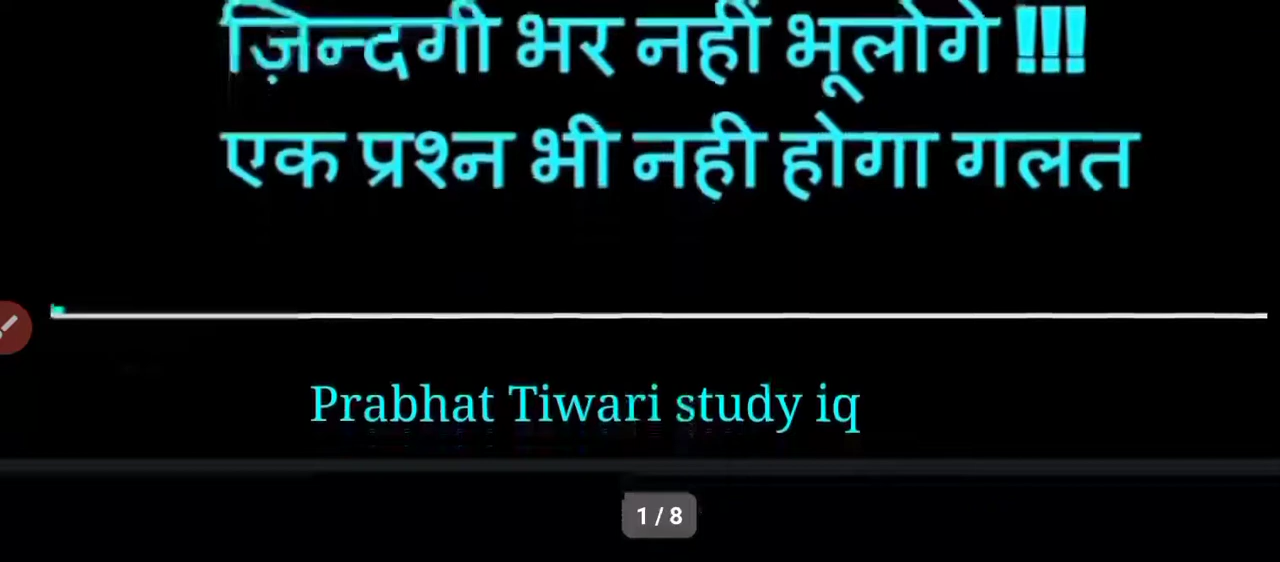 ज़िन्दगी भर नहीं भूलोगे !!!
एक प्रश्न भी नही होगा गलत
Prabhat Tiwari study iq
1 / 8